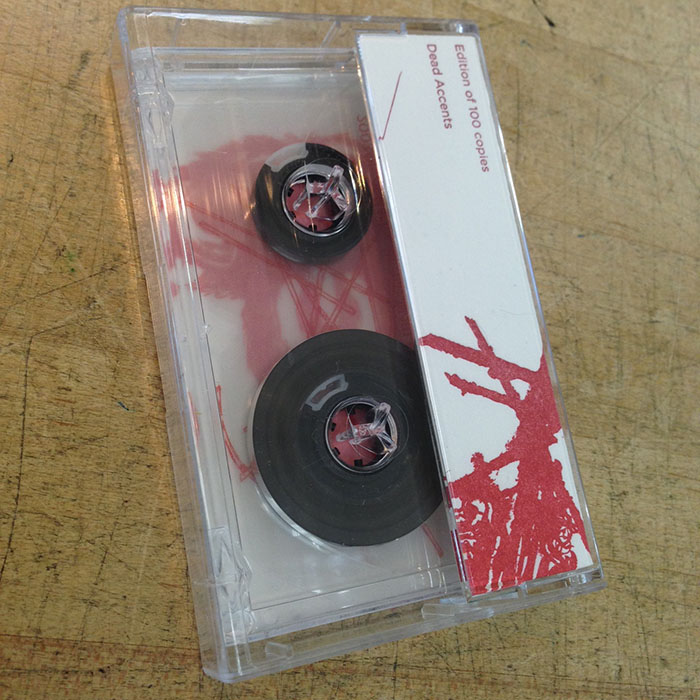 Edition of 100 copies
Dead Accents